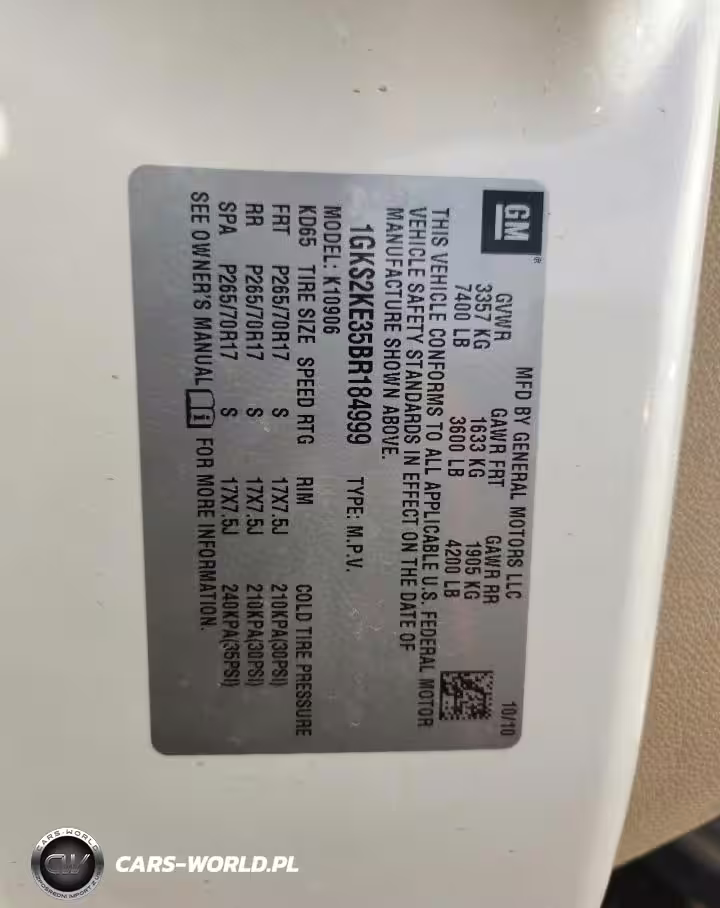 GM®
MFD BY GENERAL MOTORS LLC 10/10
GVWR GAWR FRT GAWR RR
3357 KG 1633 KG 1905 KG
7400 LB 3600 LB 4200 LB
THIS VEHICLE CONFORMS TO ALL APPLICABLE U.S. FEDERAL MOTOR
VEHICLE SAFETY STANDARDS IN EFFECT ON THE DATE OF
MANUFACTURE SHOWN ABOVE.
1GKS2KE35BR184999 TYPE: M.P.V.
MODEL: K10906
KD65 TIRE SIZE SPEED RTG RIM COLD TIRE PRESSURE
FRT P265/70R17 S 17X7.5J 210KPA(30PSI)
RR P265/70R17 S 17X7.5J 210KPA(30PSI)
SPA P265/70R17 S 17X7.5J 240KPA(35PSI)
SEE OWNER'S MANUAL i FOR MORE INFORMATION.
CARS-WORLD
CW
CARS-WORLD.PL